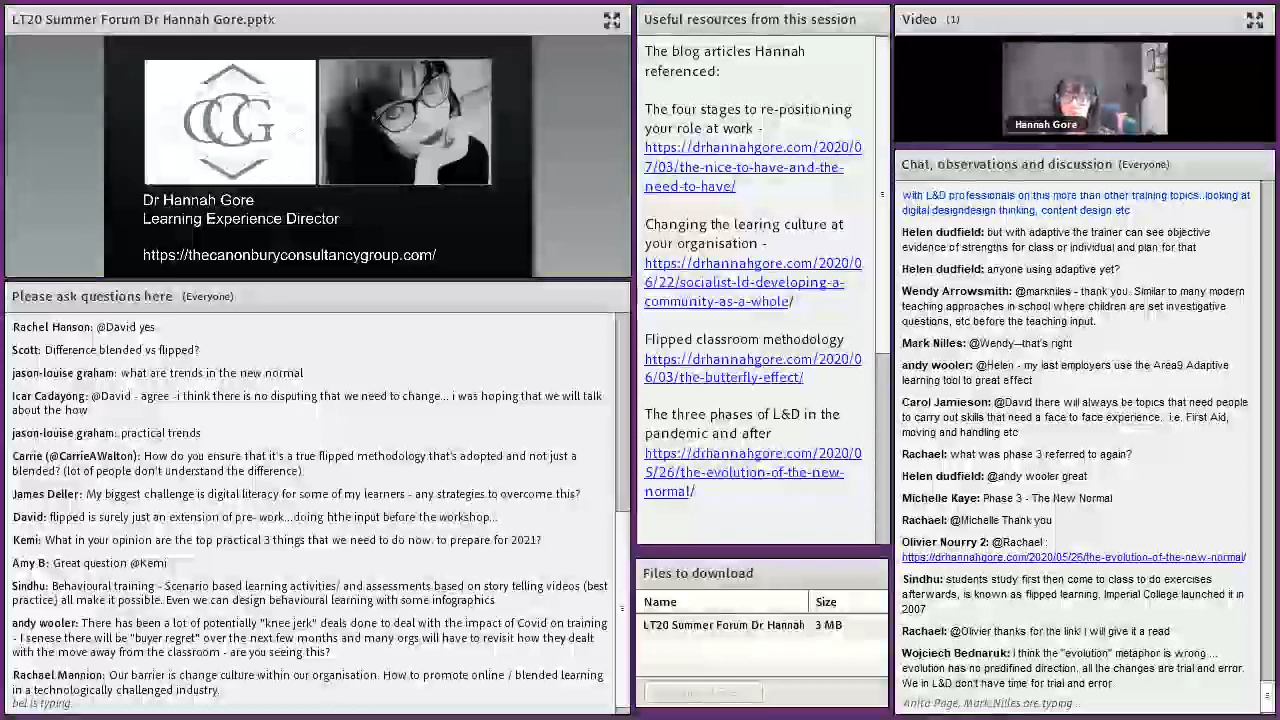 LT20 Summer Forum Dr Hannah Gore.pptx
CCG
Dr Hannah Gore
Learning Experience Director
https://thecanonburyconsultancygroup.com/
Please ask questions here (Everyone)
Rachel Hanson: @David yes
Scott: Difference blended vs flipped?
jason-louise graham: what are trends in the new normal
Icar Cadayong: @David - agree -i think there is no disputing that we need to change... i was hoping that we will talk
about the how
jason-louise graham: practical trends
Carrie (@CarrieAWalton): How do you ensure that it's a true flipped methodology that's adopted and not just a
blended? (lot of people don't understand the difference).
James Deller: My biggest challenge is digital literacy for some of my learners - any strategies to overcome this?
David: flipped is surely just an extension of pre- work...doing hthe input before the workshop...
Kemi: What in your opinion are the top practical 3 things that we need to do now. to prepare for 2021?
Amy B: Great question @Kemi
Sindhu: Behavioural training - Scenario based learning activities/ and assessments based on story telling videos (best
practice) all make it possible. Even we can design behavioural learning with some infographics
andy wooler: There has been a lot of potentially "knee jerk" deals done to deal with the impact of Covid on training
- I senese there will be "buyer regret" over the next few months and many orgs will have to revisit how they dealt
with the move away from the classroom - are you seeing this?
Rachael Mannion: Our barrier is change culture within our organisation. How to promote online / blended learning
in a technologically challenged industry.
bel is typing.
Useful resources from this session
The blog articles Hannah
referenced:
The four stages to re-positioning
your role at work -
https://drhannahgore.com/2020/0
7/03/the-nice-to-have-and-the-
need-to-have/
Changing the learing culture at
your organisation -
https://drhannahgore.com/2020/0
6/22/socialist-ld-developing-a-
community-as-a-whole/
Flipped classroom methodology
https://drhannahgore.com/2020/0
6/03/the-butterfly-effect/
The three phases of L&D in the
pandemic and after
https://drhannahgore.com/2020/0
5/26/the-evolution-of-the-new-
normal/
Files to download
Name Size
LT20 Summer Forum Dr Hannah 3 MB
Video (1)
Hannah Gore
Chat, observations and discussion (Everyone)
with L&D professionals on this more than other training topics..looking at
digital designdesign thinking, content design etc
Helen dudfield: but with adaptive the trainer can see objective
evidence of strengths for class or individual and plan for that
Helen dudfield: anyone using adaptive yet?
Wendy Arrowsmith: @markniles - thank you. Similar to many modern
teaching approaches in school where children are set investigative
questions, etc before the teaching input.
Mark Nilles: @Wendy--that's right
andy wooler: @Helen - my last employers use the Area9 Adaptive
learning tool to great effect
Carol Jamieson: @David there will always be topics that need people
to carry out skills that need a face to face experience.. i.e. First Aid,
moving and handling etc
Rachael: what was phase 3 referred to again?
Helen dudfield: @andy wooler great
Michelle Kaye: Phase 3 - The New Normal
Rachael: @Michelle Thank you
Olivier Nourry 2: @Rachael :
https://drhannahgore.com/2020/05/26/the-evolution-of-the-new-normal/
Sindhu: students study first then come to class to do exercises
afterwards, is known as flipped learning. Imperial College launched it in
2007
Rachael: @Olivier thanks for the link! I will give it a read
Wojciech Bednaruk: i think the "evolution" metaphor is wrong ...
evolution has no predifined direction, all the changes are trial and error.
We in L&D don't have time for trial and error
Anita Page, Mark Nilles are typing...